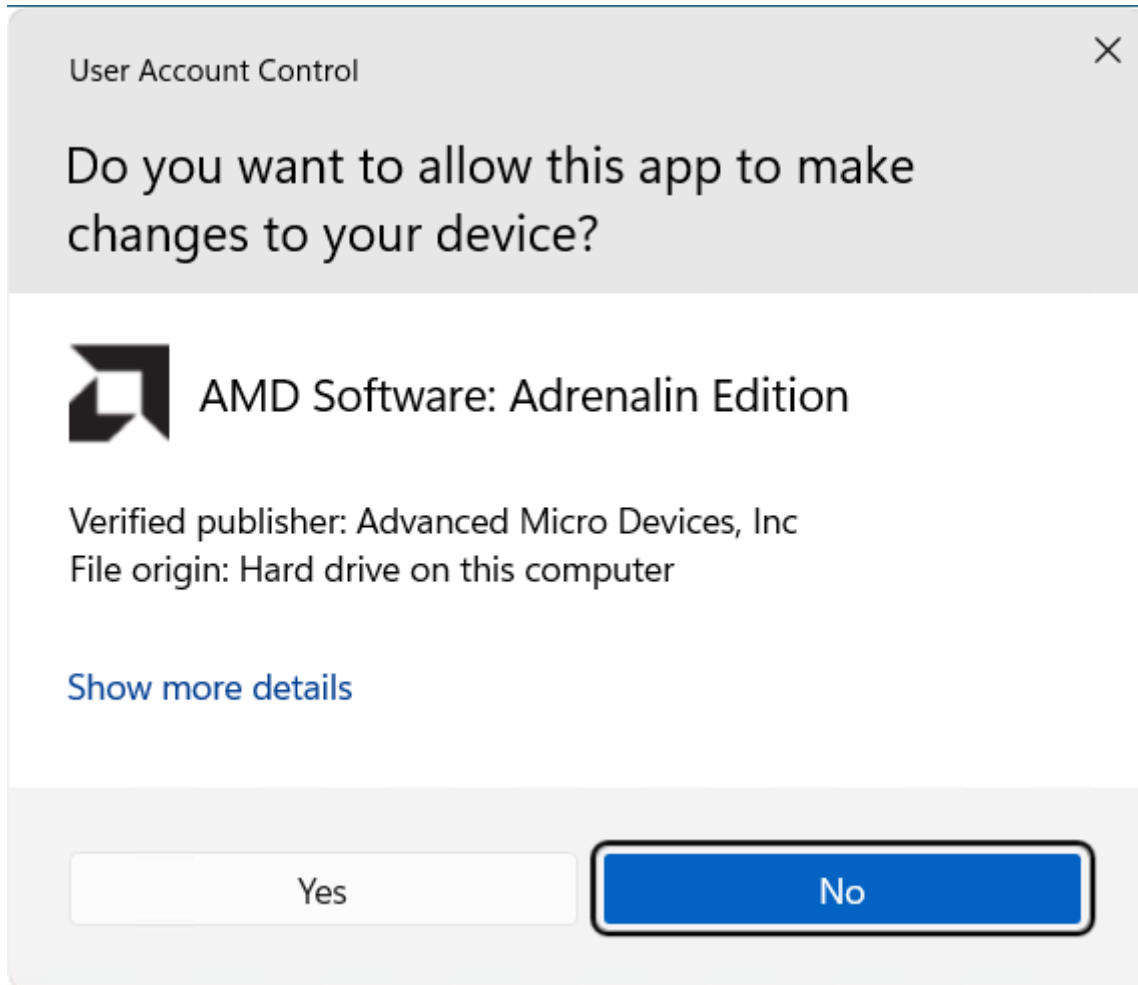 User Account Control
Do you want to allow this app to make
changes to your device?
AMD Software: Adrenalin Edition
Verified publisher: Advanced Micro Devices, Inc
File origin: Hard drive on this computer
Show more details
Yes
No